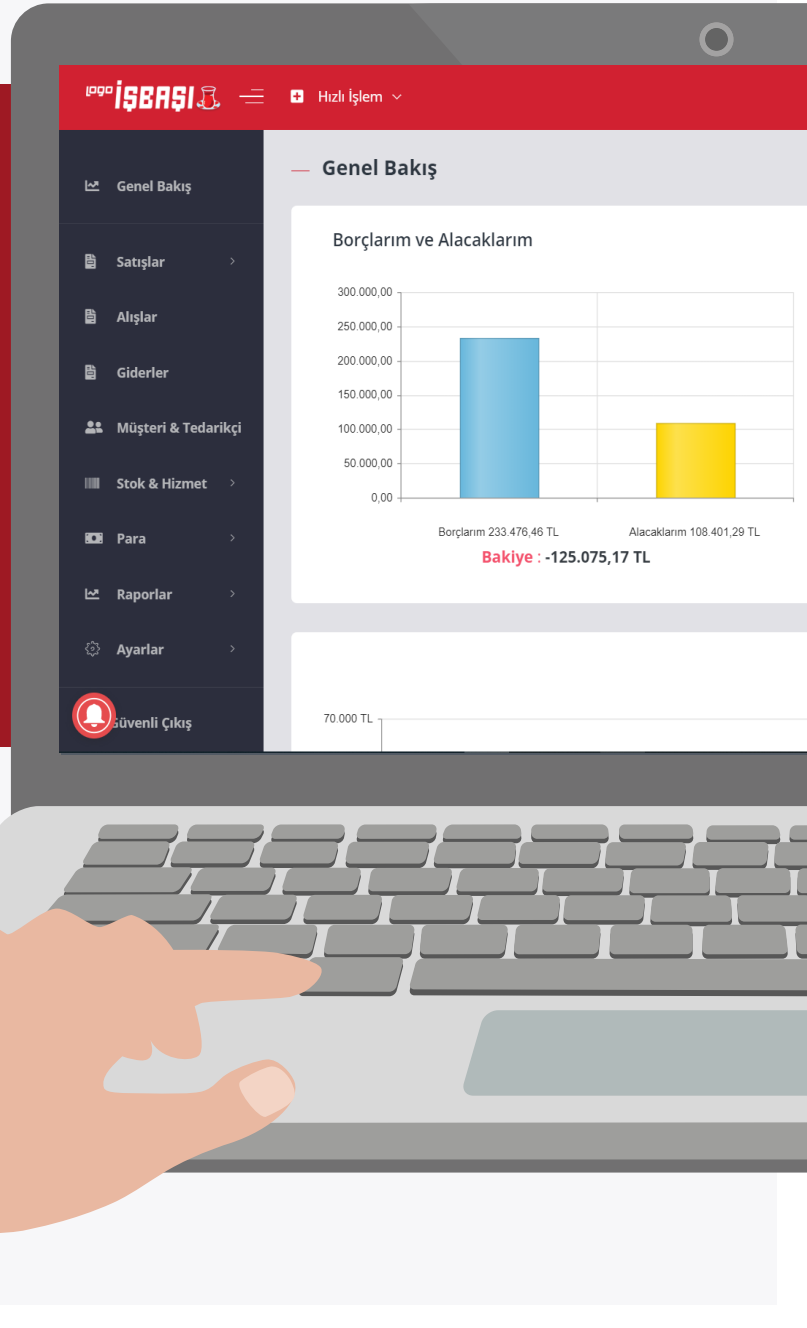 logo İŞBAŞI
Hızlı İşlem
Genel Bakış
Genel Bakış
Satışlar
Alışlar
Giderler
Müşteri & Tedarikçi
Stok & Hizmet
Para
Raporlar
Ayarlar
Güvenli Çıkış
Borçlarım ve Alacaklarım
300.000,00
250.000,00
200.000,00
150.000,00
100.000,00
50.000,00
0,00
Borçlarım 233.476,46 TL Alacaklarım 108.401,29 TL
Bakiye : -125.075,17 TL
70.000 TL